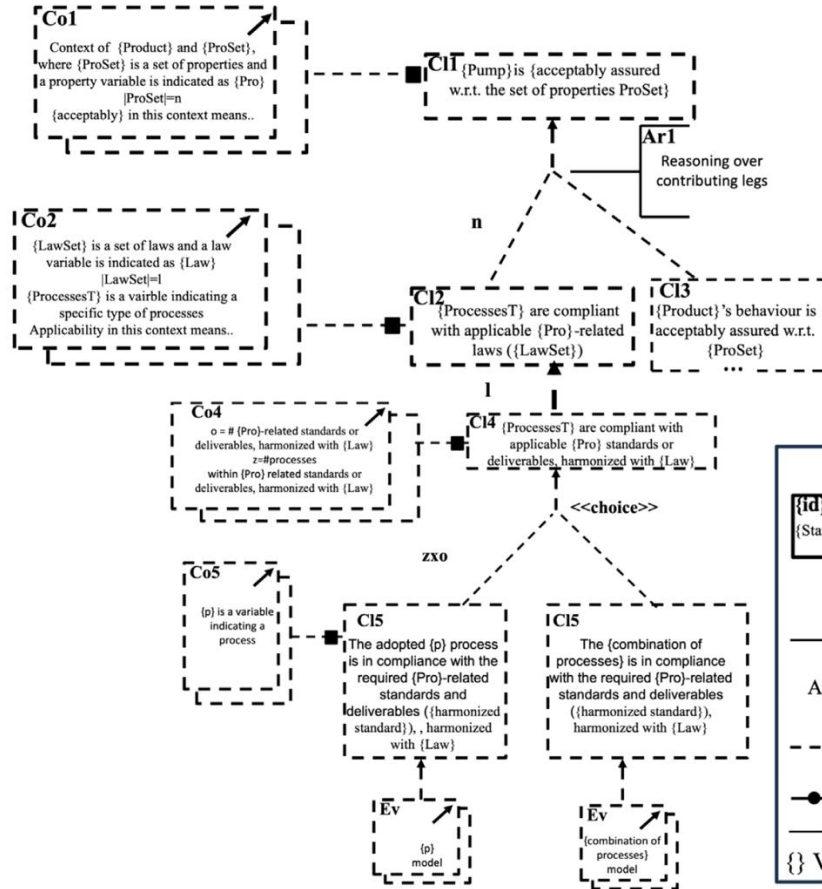 Co1
Context of {Product} and {ProSet},
where {ProSet} is a set of properties and
a property variable is indicated as {Pro}
|ProSet|=n
{acceptably} in this context means..
Cl1
{Pump}is {acceptably assured
w.r.t. the set of properties ProSet}
Ar1
Reasoning over
contributing legs
n
Co2
{LawSet} is a set of laws and a law
variable is indicated as {Law}
|LawSet|=l
{ProcessesT} is a vairble indicating a
specific type of processes
Applicability in this context means..
Cl2
{ProcessesT} are compliant
with applicable {Pro}-related
laws ({LawSet})
Cl3
{Product}'s behaviour is
acceptably assured w.r.t.
{ProSet}
...
l
Co4
o = # {Pro}-related standards or
deliverables, harmonized with {Law}
z=#processes
within {Pro} related standards or
deliverables, harmonized with {Law}
Cl4
{ProcessesT} are compliant with
applicable {Pro} standards or
deliverables, harmonized with {Law}
<<choice>>
zxo
Co5
{p} is a variable
indicating a
process
Cl5
The adopted {p} process
is in compliance with the
required {Pro}-related
standards and
deliverables ({harmonized
standard}), , harmonized
with {Law}
Cl5
The {combination of
processes} is in compliance
with the required {Pro}-related
standards and deliverables
({harmonized standard}),
harmonized with {Law}
Ev
{p}
model
Ev
{combination of
processes}
model
{id}
{Sta
A
{} V